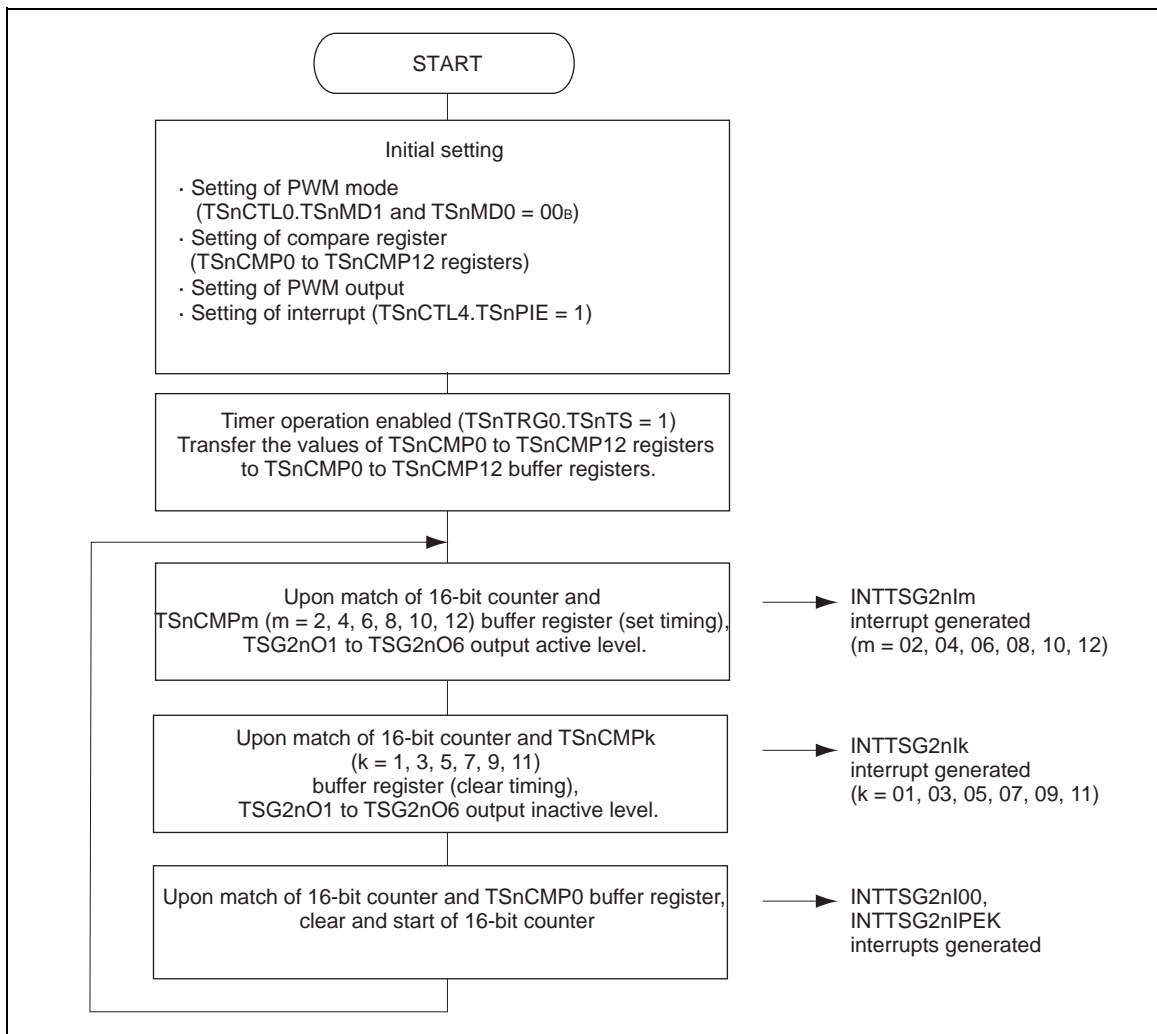 START
Initial setting
· Setting of PWM mode
(TSnCTL0.TSnMD1 and TSnMD0 = 00B)
· Setting of compare register
(TSnCMP0 to TSnCMP12 registers)
· Setting of PWM output
· Setting of interrupt (TSnCTL4.TSnPIE = 1)
Timer operation enabled (TSnTRG0.TSnTS = 1)
Transfer the values of TSnCMP0 to TSnCMP12 registers
to TSnCMP0 to TSnCMP12 buffer registers.
Upon match of 16-bit counter and
TSnCMPm (m = 2, 4, 6, 8, 10, 12) buffer register (set timing),
TSG2nO1 to TSG2nO6 output active level.
INTTSG2nIm
interrupt generated
(m = 02, 04, 06, 08, 10, 12)
Upon match of 16-bit counter and TSnCMPk
(k = 1, 3, 5, 7, 9, 11)
buffer register (clear timing),
TSG2nO1 to TSG2nO6 output inactive level.
INTTSG2nIk
interrupt generated
(k = 01, 03, 05, 07, 09, 11)
Upon match of 16-bit counter and TSnCMP0 buffer register,
clear and start of 16-bit counter
INTTSG2nI00,
INTTSG2nIPEK
interrupts generated